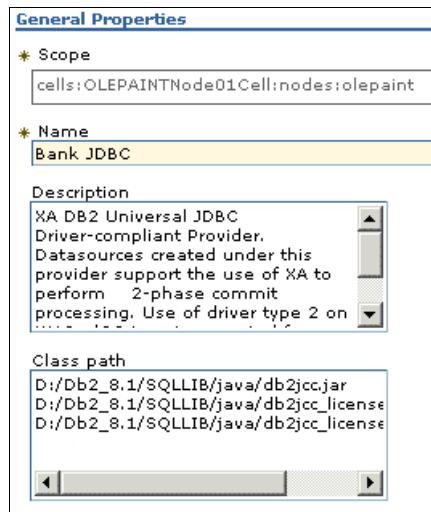 General Properties
Scope
cells:OLEPAINTNode01Cell:nodes:olepaint
Name
Bank JDBC
Description
XA DB2 Universal JDBC
Driver-compliant Provider.
Datasources created under this
provider support the use of XA to
perform 2-phase commit
processing. Use of driver type 2 on
Class path
D:/Db2_8.1/SQLLIB/java/db2jcc.jar
D:/Db2_8.1/SQLLIB/java/db2jcc_license
D:/Db2_8.1/SQLLIB/java/db2jcc_license